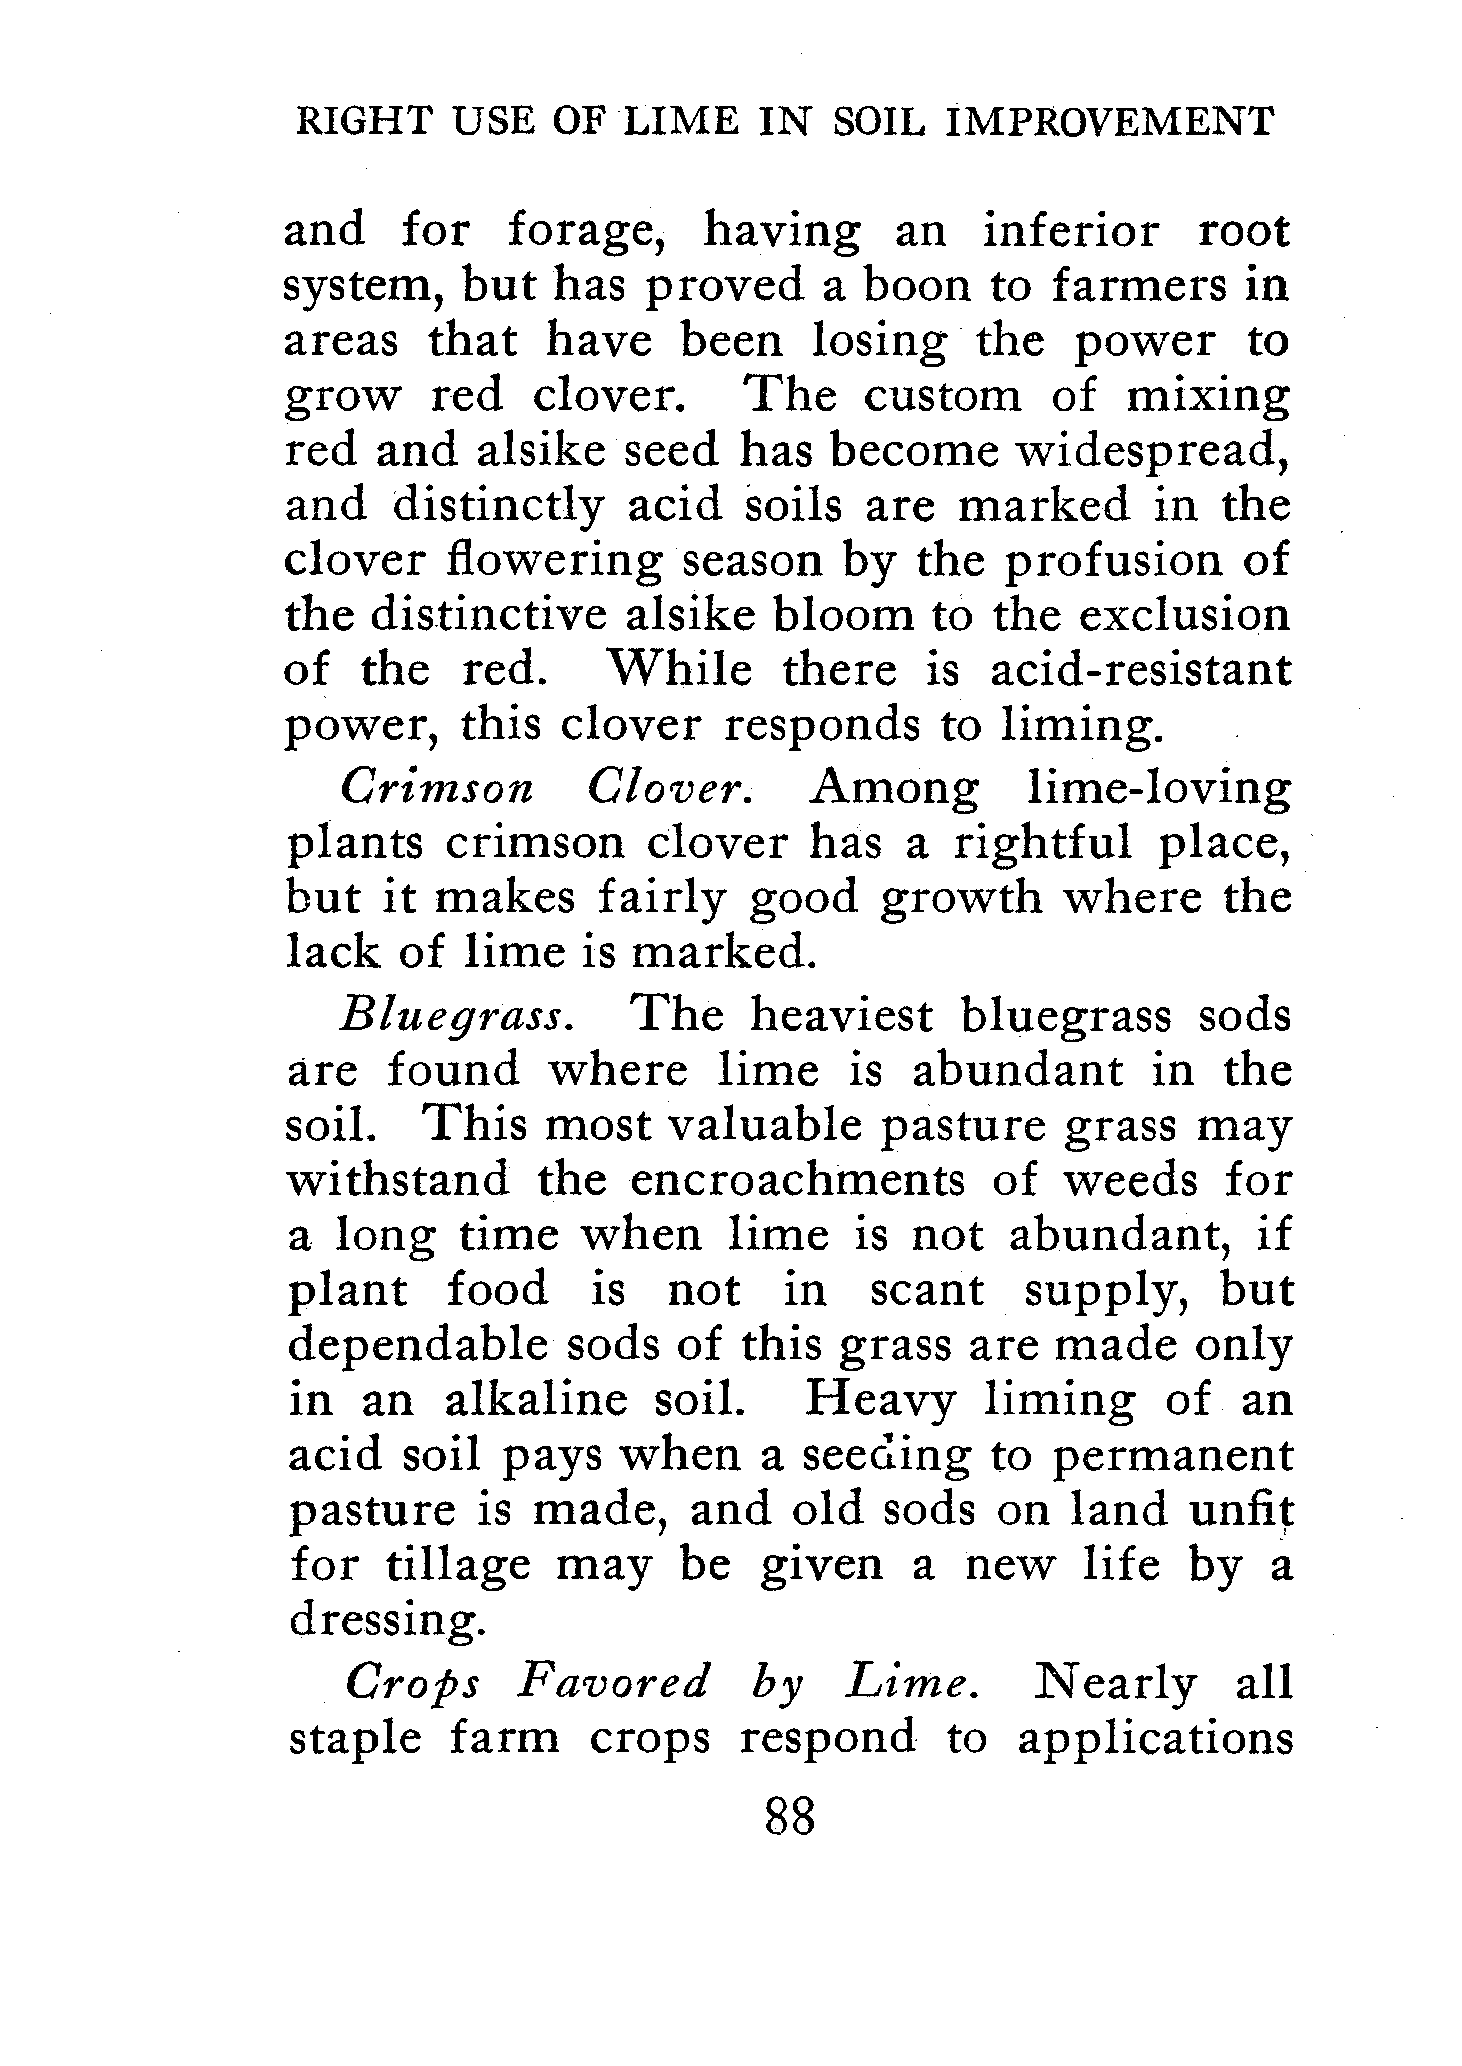 RIGHT USE OF LIME IN SOIL IMPROVEMENT
and for forage, having an inferior root
system, but has proved a boon to farmers in
areas that have been losing the power to
grow red clover. The custom of mixing
red and alsike seed has become widespread,
and distinctly acid soils are marked in the
clover flowering season by the profusion of
the distinctive alsike bloom to the exclusion
of the red. While there is acid-resistant
power, this clover responds to liming.
Crimson Clover. Among lime-loving
plants crimson clover has a rightful place,
but it makes fairly good growth where the
lack of lime is marked.
Bluegrass. The heaviest bluegrass sods
are found where lime is abundant in the
soil. This most valuable pasture grass may
withstand the encroachments of weeds for
a long time when lime is not abundant, if
plant food is not in scant supply, but
dependable sods of this grass are made only
in an alkaline soil. Heavy liming of an
acid soil pays when a seeding to permanent
pasture is made, and old sods on land unfit
for tillage may be given a new life by a
dressing.
Crops Favored by Lime. Nearly all
staple farm crops respond to applications
88